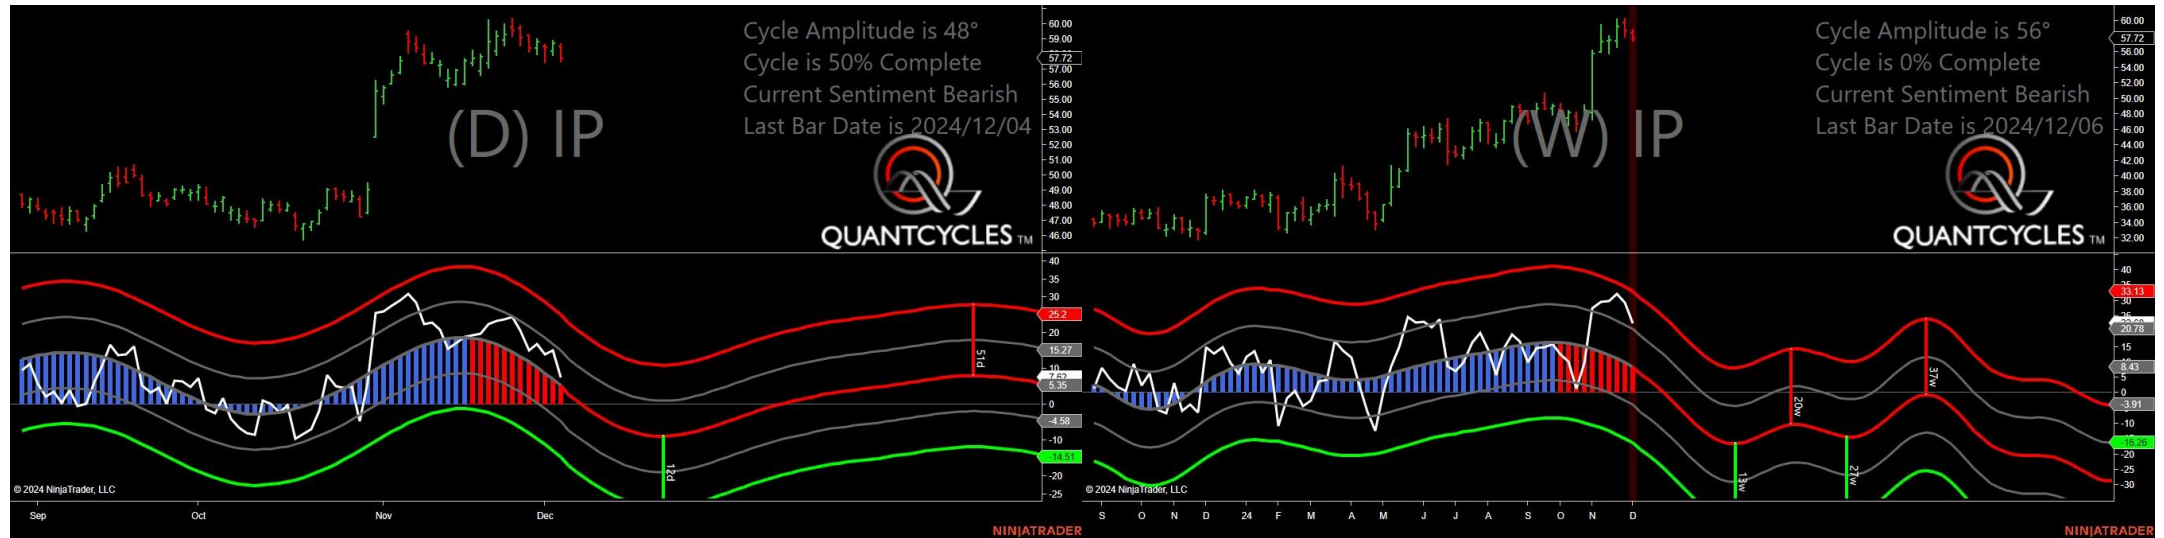 Cycle Amplitude is 48°
Cycle is 50% Complete
Current Sentiment Bearish
Last Bar Date is 2024/12/04
(D) IP
QUANTCYCLES TM
60.00
59.00
57.72
57.00
56.00
55.00
54.00
53.00
52.00
51.00
50.00
49.00
48.00
47.00
46.00
40
35
30
25.2
20
15.27
10
7.62
5.35
0
-4.58
-10
-14.51
-20
-25
51d
12d
© 2024 NinjaTrader, LLC
Sep
Oct
Nov
Dec
NINJATRADER
Cycle Amplitude is 56°
Cycle is 0% Complete
Current Sentiment Bearish
Last Bar Date is 2024/12/06
(W) IP
QUANTCYCLES TM
60.00
57.72
56.00
54.00
52.00
50.00
48.00
46.00
44.00
42.00
40.00
38.00
36.00
34.00
32.00
40
33.13
30
20.78
15
8.43
5
0
-3.91
-10
-16.26
-20
-25
-30
13w
20w
27w
37w
© 2024 NinjaTrader, LLC
S O N D 24 F M A M J J A S O N D
NINJATRADER